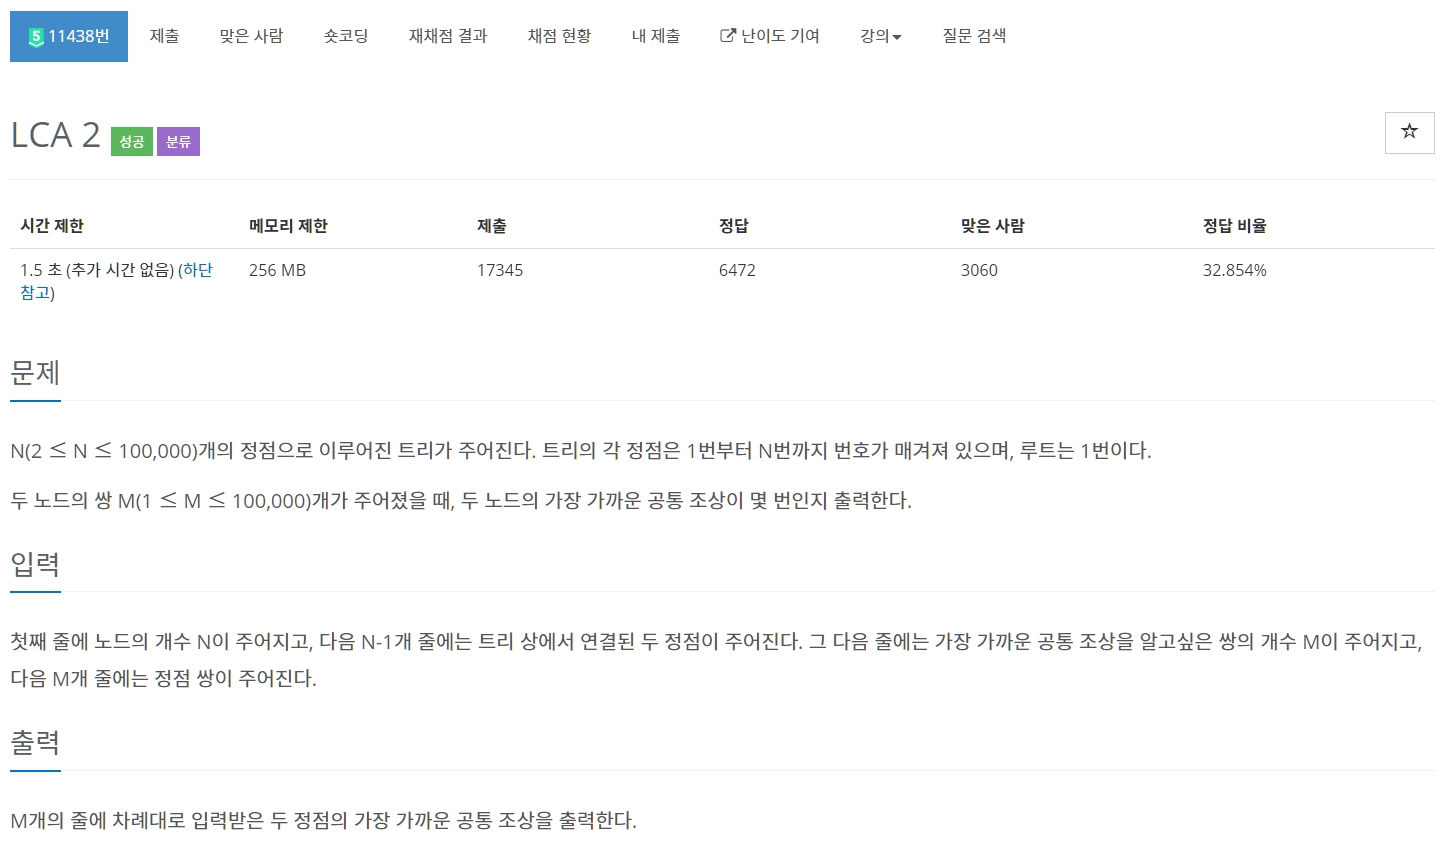 5 11438번 제출 맞은 사람 숏코딩 재채점 결과 채점 현황 내 제출 난이도 기여 강의 질문 검색
LCA 2 성공 분류
시간 제한 메모리 제한 제출 정답 맞은 사람 정답 비율
1.5 초 (추가 시간 없음) (하단 256 MB 17345 6472 3060 32.854%
참고)
문제
N(2 ≤ N ≤ 100,000)개의 정점으로 이루어진 트리가 주어진다. 트리의 각 정점은 1번부터 N번까지 번호가 매겨져 있으며, 루트는 1번이다.
두 노드의 쌍 M(1 ≤ M ≤ 100,000)개가 주어졌을 때, 두 노드의 가장 가까운 공통 조상이 몇 번인지 출력한다.
입력
첫째 줄에 노드의 개수 N이 주어지고, 다음 N-1개 줄에는 트리 상에서 연결된 두 정점이 주어진다. 그 다음 줄에는 가장 가까운 공통 조상을 알고싶은 쌍의 개수 M이 주어지고,
다음 M개 줄에는 정점 쌍이 주어진다.
출력
M개의 줄에 차례대로 입력받은 두 정점의 가장 가까운 공통 조상을 출력한다.